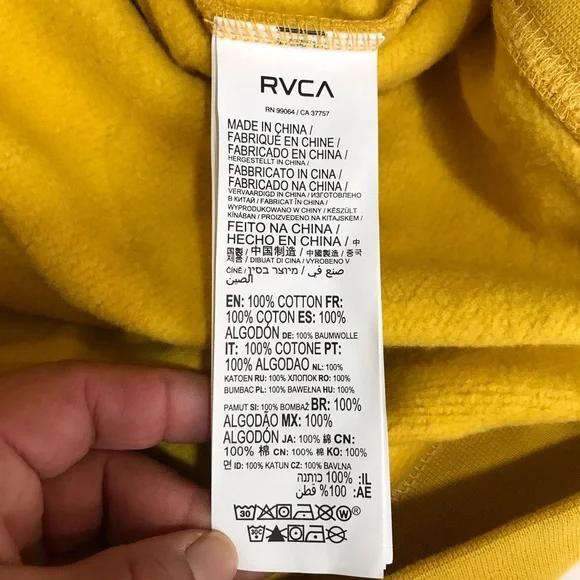 RVCA
RN 99064 / CA 37757
MADE IN CHINA /
FABRIQUÉ EN CHINE /
FABRICADO EN CHINA /
HERGESTELLT IN CHINA /
FABBRICATO IN CINA /
FABRICADO NA CHINA /
VERVAARDIGD IN CHINA / ИЗГОТОВЛЕНО
В КИТАЙ / FABRICAT ÎN CHINA /
WYPRODUKOWANO W CHINY / KÉSZÜLT
KÍNÁBAN / PROIZVEDENO NA KITAJSKEM /
FEITO NA CHINA /
HECHO EN CHINA / 中
国製 / 中国制造 / 中國製造 / 중국
제품 / DIBUAT DI CINA / VYROBENO V
ČÍNĚ / מיוצר בסין / صنع في
الصين
EN: 100% COTTON FR:
100% COTON ES: 100%
ALGODÓN DE: 100% BAUMWOLLE
IT: 100% COTONE PT:
100% ALGODAO NL: 100%
KATOEN RU: 100% ХЛОПОК RO: 100%
BUMBAC PL: 100% BAWEŁNA HU: 100%
PAMUT SI: 100% BOMBAŽ BR: 100%
ALGODÃO MX: 100%
ALGODÓN JA: 100% 綿 CN:
100% 棉 CN: 100% 棉 KO: 100%
면 ID: 100% KATUN CZ: 100% BAVLNA
IL: 100% כותנה
AE: 100% قطن
30 W
30